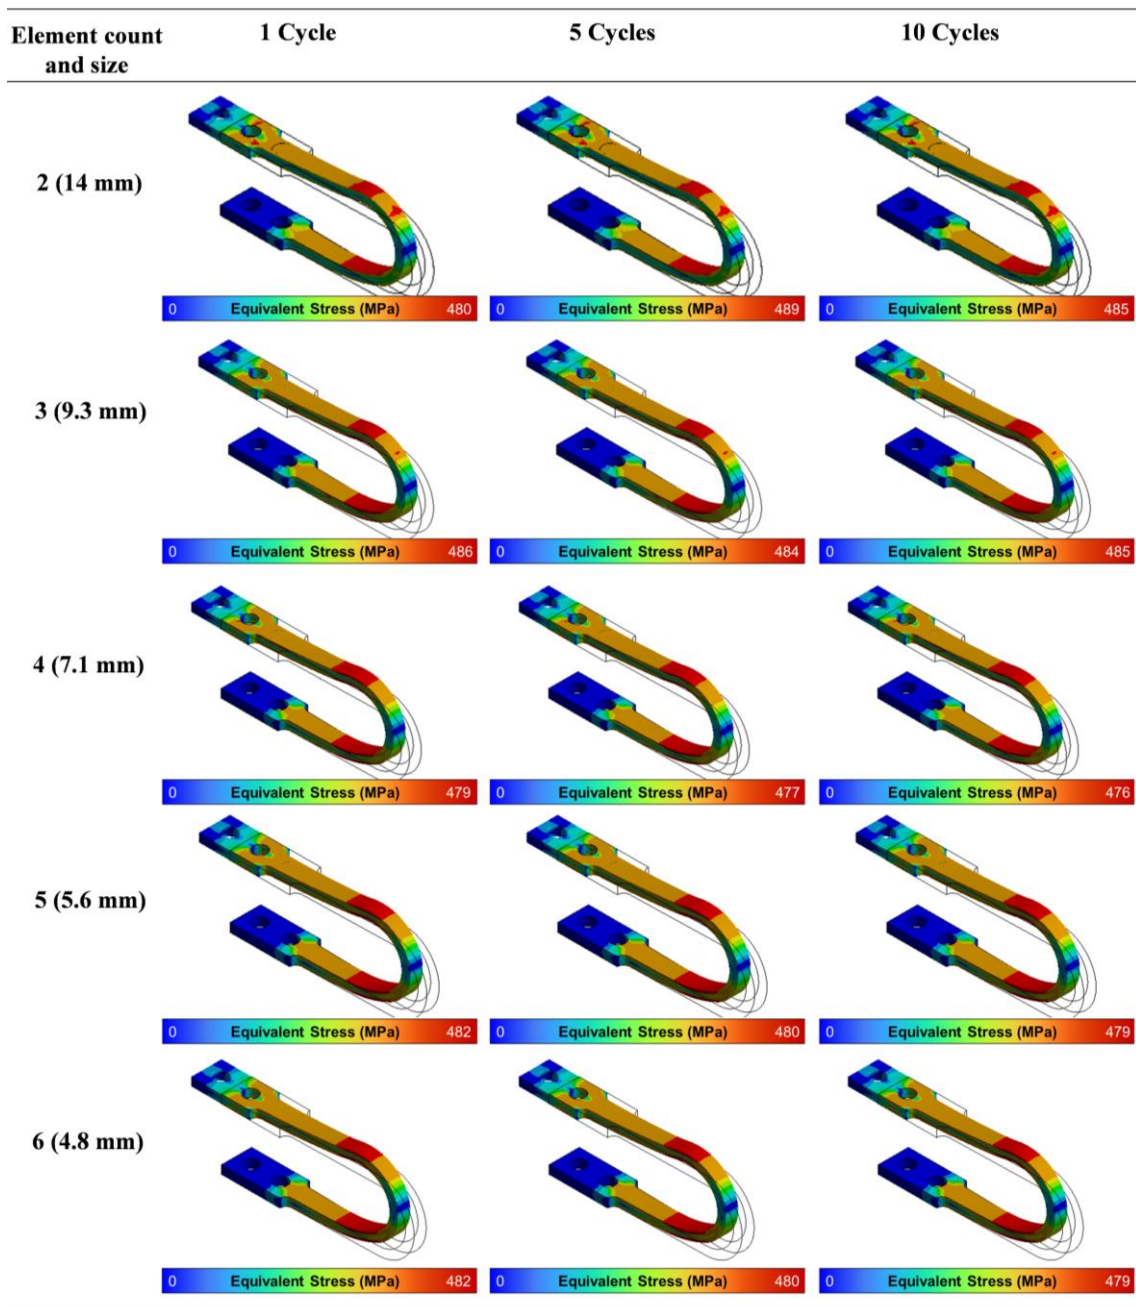 Element count
and size
1 Cycle
5 Cycles
10 Cycles
2 (14 mm)
0 Equivalent Stress (MPa) 480
0 Equivalent Stress (MPa) 489
0 Equivalent Stress (MPa) 485
3 (9.3 mm)
0 Equivalent Stress (MPa) 486
0 Equivalent Stress (MPa) 484
0 Equivalent Stress (MPa) 485
4 (7.1 mm)
0 Equivalent Stress (MPa) 479
0 Equivalent Stress (MPa) 477
0 Equivalent Stress (MPa) 476
5 (5.6 mm)
0 Equivalent Stress (MPa) 482
0 Equivalent Stress (MPa) 480
0 Equivalent Stress (MPa) 479
6 (4.8 mm)
0 Equivalent Stress (MPa) 482
0 Equivalent Stress (MPa) 480
0 Equivalent Stress (MPa) 479